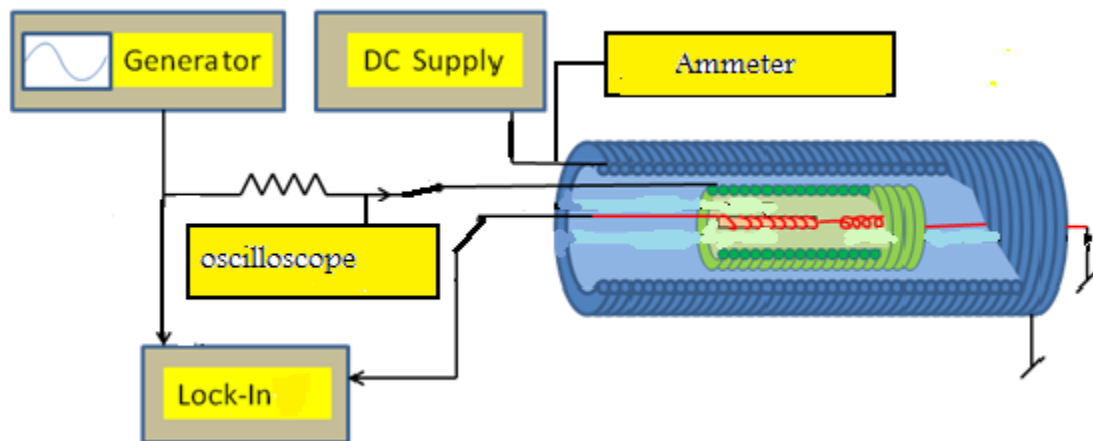 Generator
DC Supply
Ammeter
oscilloscope
Lock-In